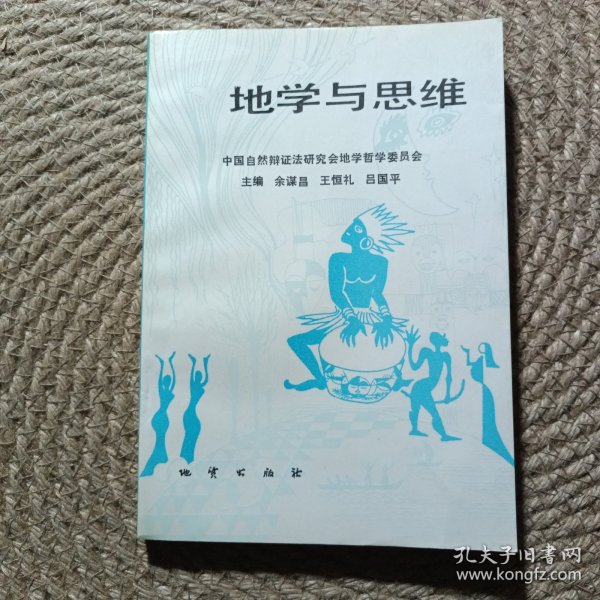 地学与思维
中国自然辩证法研究会地学哲学委员会
主编 余谋昌 王恒礼 吕国平
地质出版社
孔夫子旧书网
www.kongfz.com